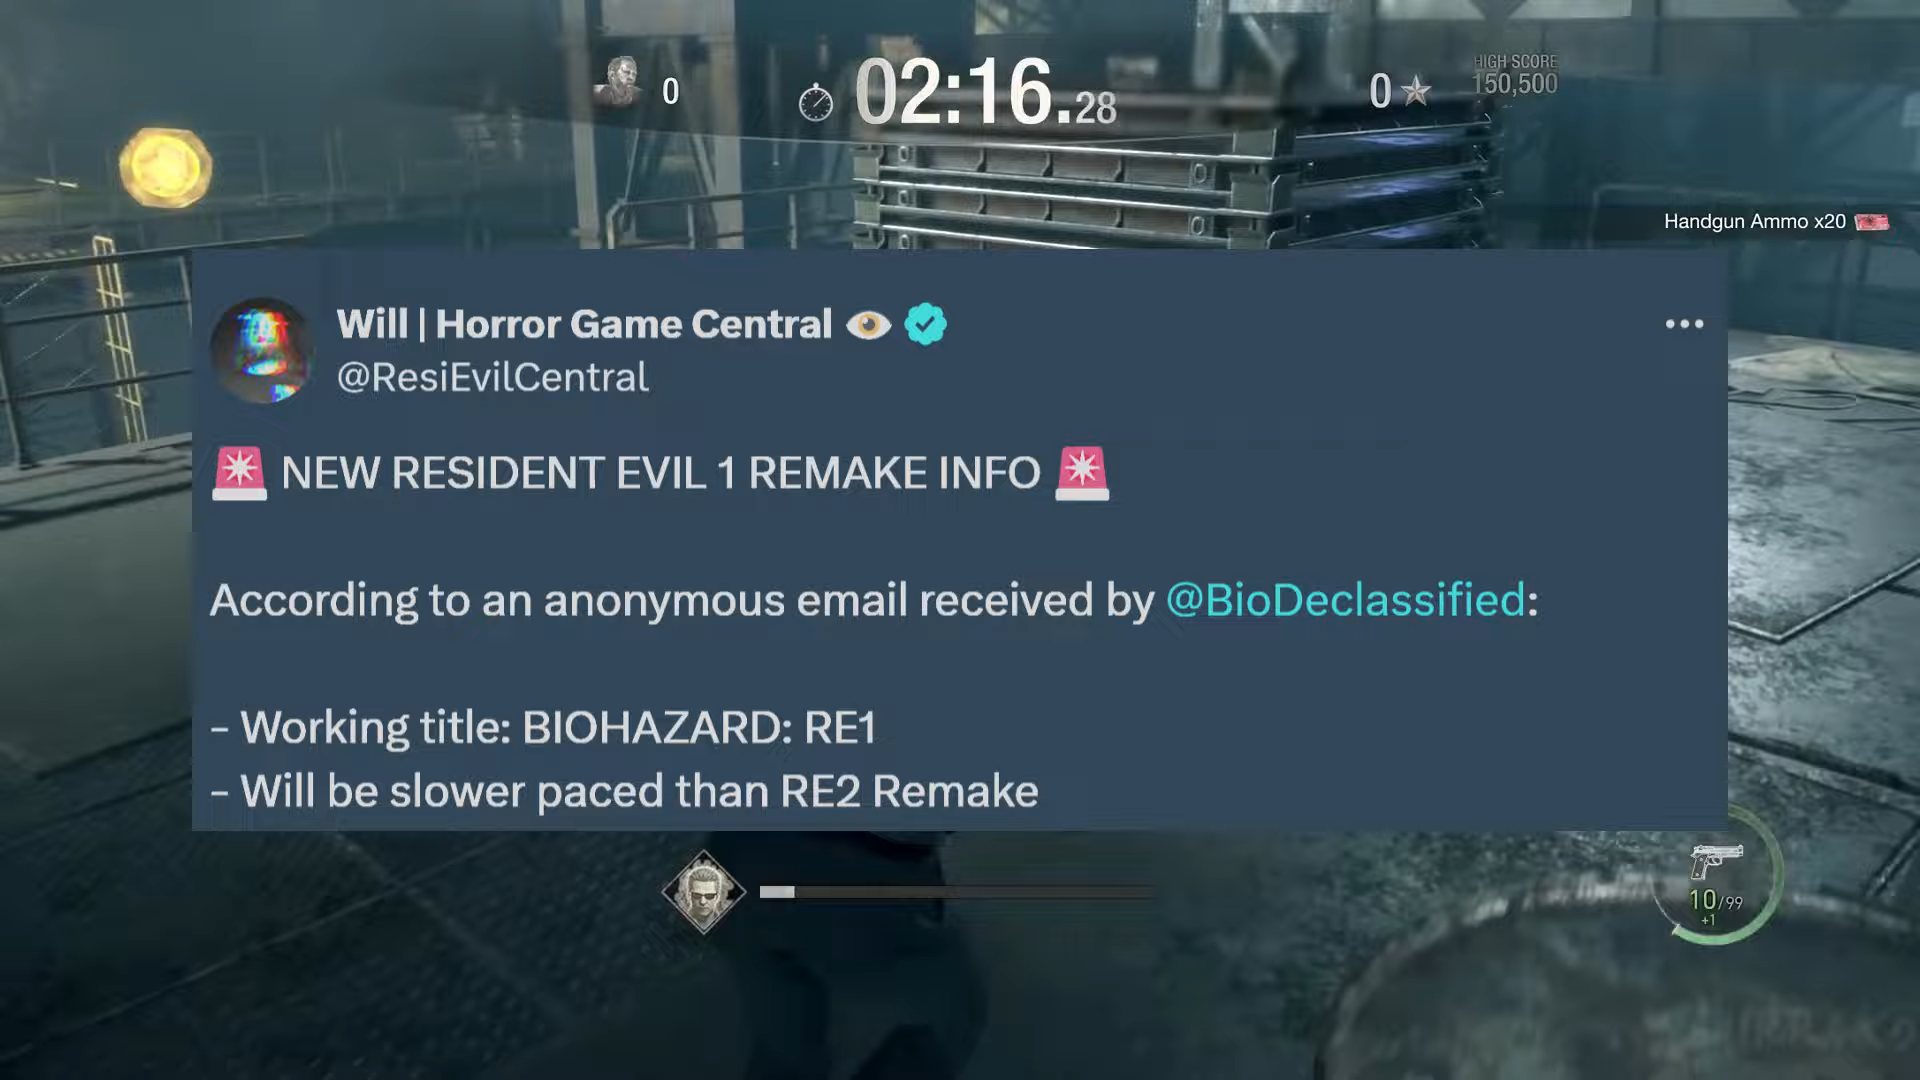 0
02:16.28
0
HIGH SCORE
150,500
Handgun Ammo x20
Will | Horror Game Central
@ResiEvilCentral
NEW RESIDENT EVIL 1 REMAKE INFO
According to an anonymous email received by @BioDeclassified:
- Working title: BIOHAZARD: RE1
- Will be slower paced than RE2 Remake
10/99
+1